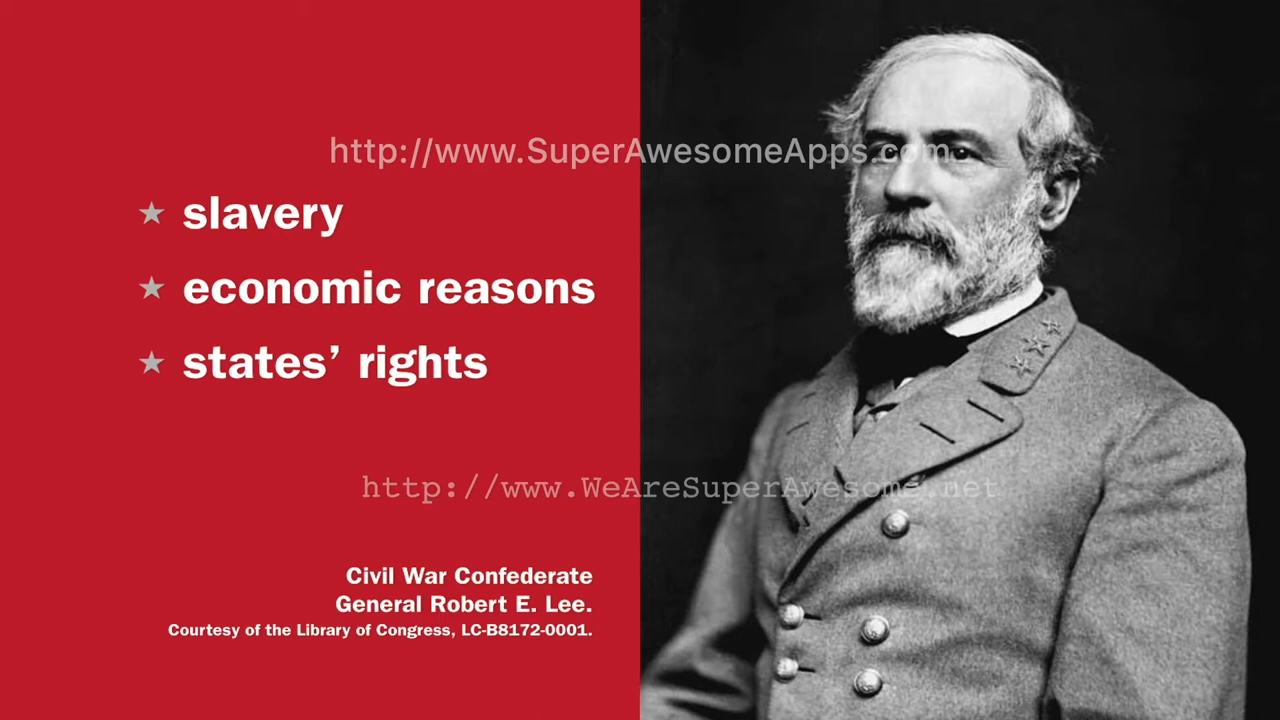 http://www.SuperAwesomeApps.com
slavery
economic reasons
states’ rights
http://www.WeAreSuperAwesome.net
Civil War Confederate
General Robert E. Lee.
Courtesy of the Library of Congress, LC-B8172-0001.